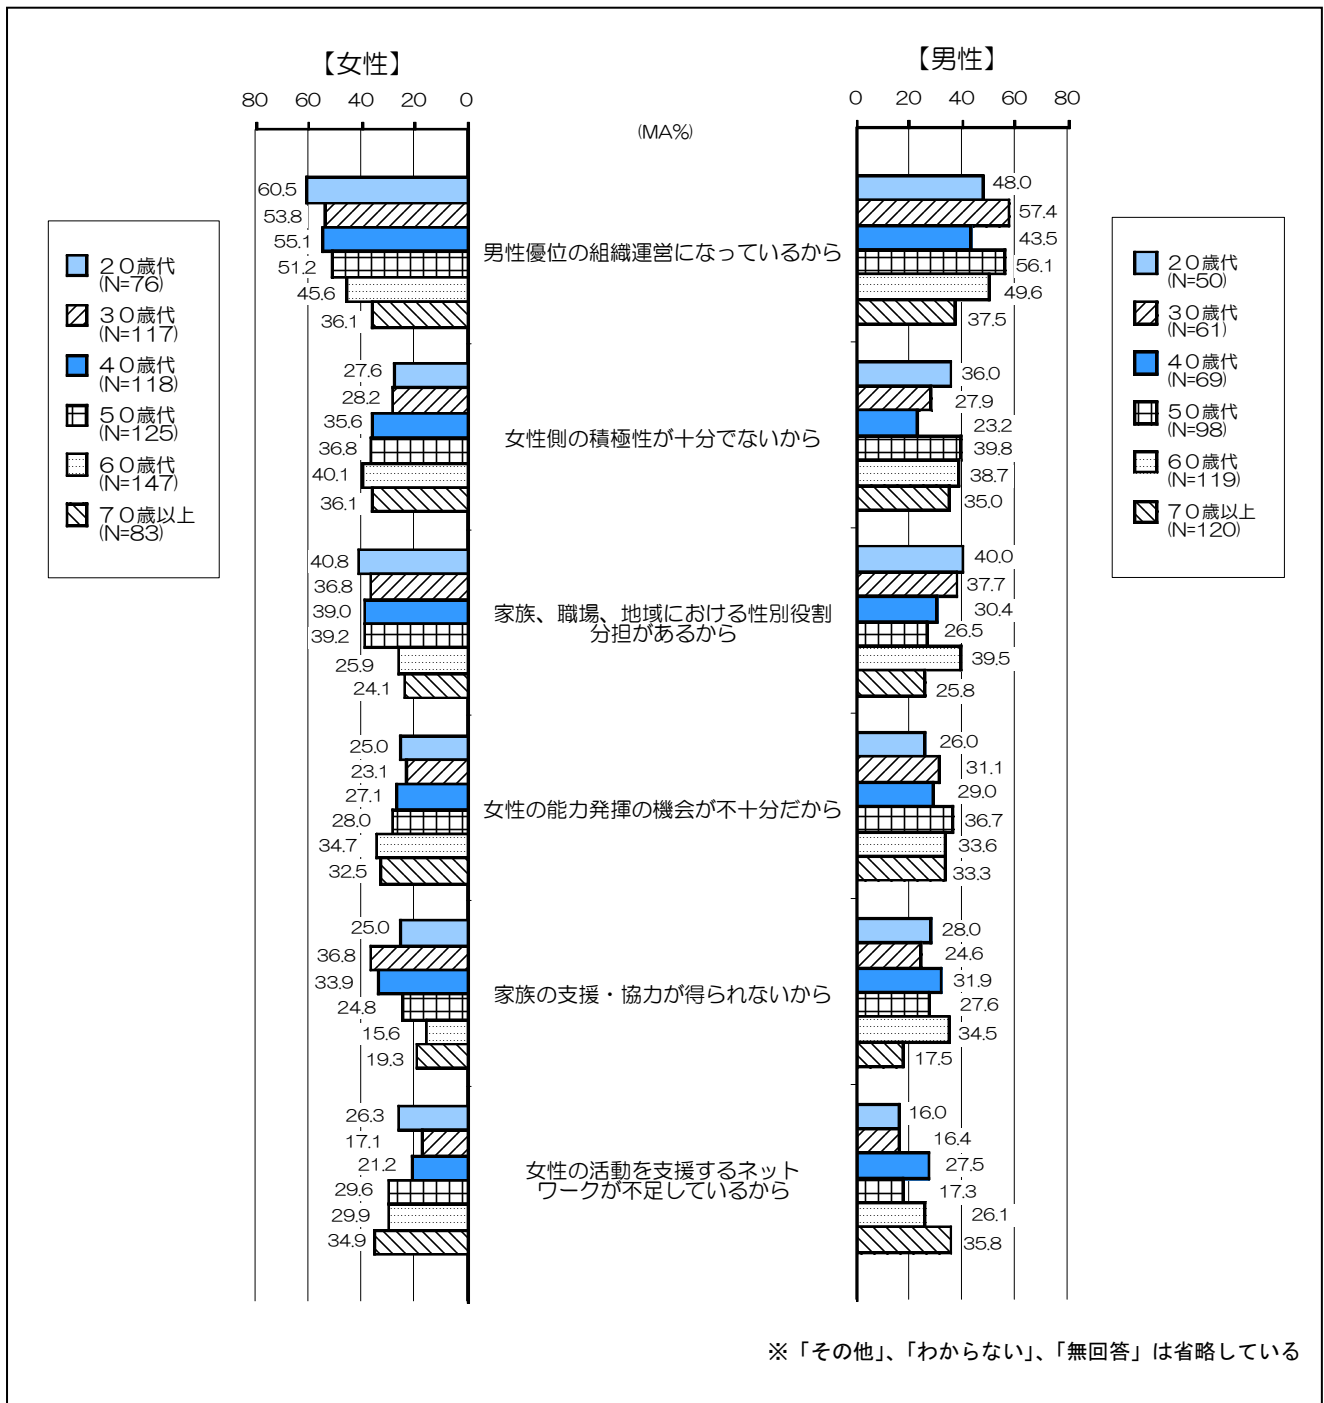 【女性】
【男性】
80 60 40 20 0
0 20 40 60 80
(MA%)
２０歳代
(N=76)
３０歳代
(N=117)
４０歳代
(N=118)
５０歳代
(N=125)
６０歳代
(N=147)
７０歳以上
(N=83)
60.5
53.8
55.1
51.2
45.6
36.1
男性優位の組織運営になっているから
48.0
57.4
43.5
56.1
49.6
37.5
27.6
28.2
35.6
36.8
40.1
36.1
女性側の積極性が十分でないから
36.0
27.9
23.2
39.8
38.7
35.0
40.8
36.8
39.0
39.2
25.9
24.1
家族、職場、地域における性別役割
分担があるから
40.0
37.7
30.4
26.5
39.5
25.8
25.0
23.1
27.1
28.0
34.7
32.5
女性の能力発揮の機会が不十分だから
26.0
31.1
29.0
36.7
33.6
33.3
25.0
36.8
33.9
24.8
15.6
19.3
家族の支援・協力が得られないから
28.0
24.6
31.9
27.6
34.5
17.5
26.3
17.1
21.2
29.6
29.9
34.9
女性の活動を支援するネット
ワークが不足しているから
16.0
16.4
27.5
17.3
26.1
35.8
２０歳代
(N=50)
３０歳代
(N=61)
４０歳代
(N=69)
５０歳代
(N=98)
６０歳代
(N=119)
７０歳以上
(N=120)
※「その他」、「わからない」、「無回答」は省略している